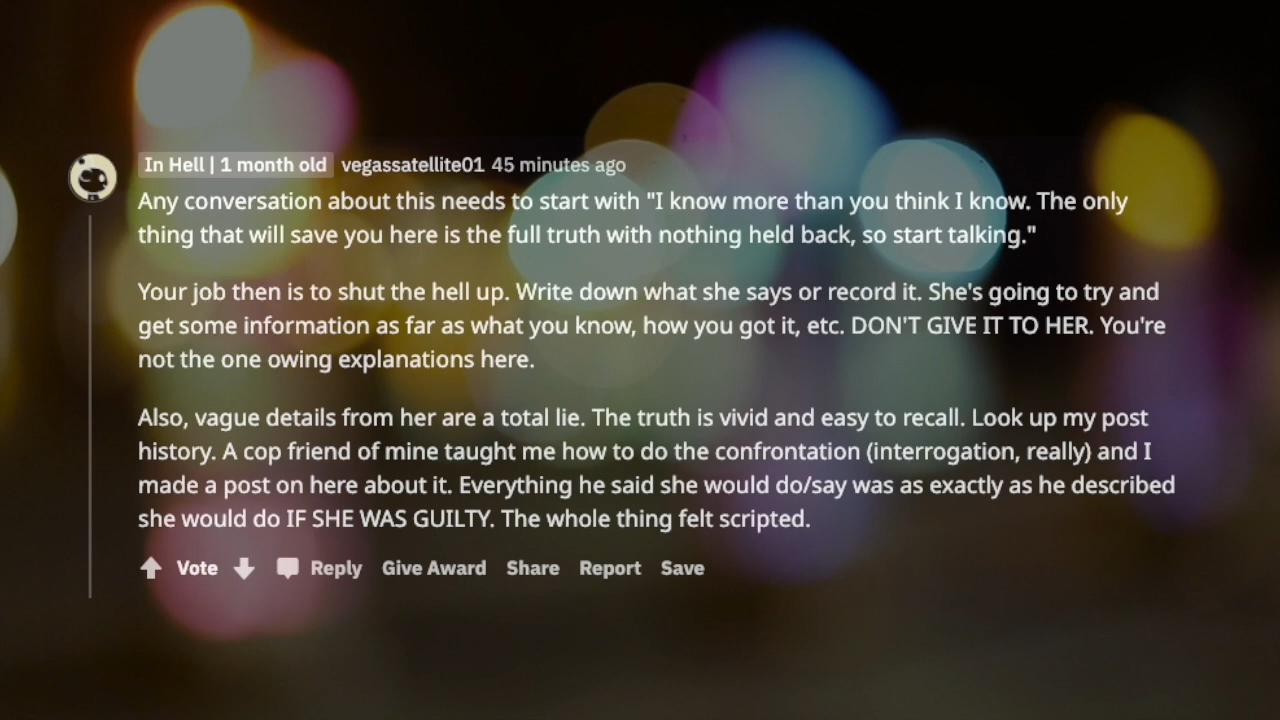 In Hell | 1 month old vegassatellite01 45 minutes ago
Any conversation about this needs to start with "I know more than you think I know. The only
thing that will save you here is the full truth with nothing held back, so start talking."
Your job then is to shut the hell up. Write down what she says or record it. She's going to try and
get some information as far as what you know, how you got it, etc. DON'T GIVE IT TO HER. You're
not the one owing explanations here.
Also, vague details from her are a total lie. The truth is vivid and easy to recall. Look up my post
history. A cop friend of mine taught me how to do the confrontation (interrogation, really) and I
made a post on here about it. Everything he said she would do/say was as exactly as he described
she would do IF SHE WAS GUILTY. The whole thing felt scripted.
Vote Reply Give Award Share Report Save